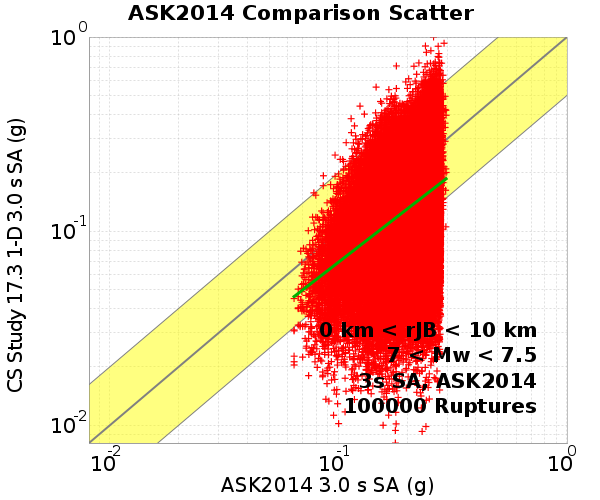 ASK2014 Comparison Scatter
CS Study 17.3 1-D 3.0 s SA (g)
10^0
10^-1
10^-2
0 km < rJB < 10 km
7 < Mw < 7.5
3s SA, ASK2014
100000 Ruptures
10^-2 10^-1 10^0
ASK2014 3.0 s SA (g)